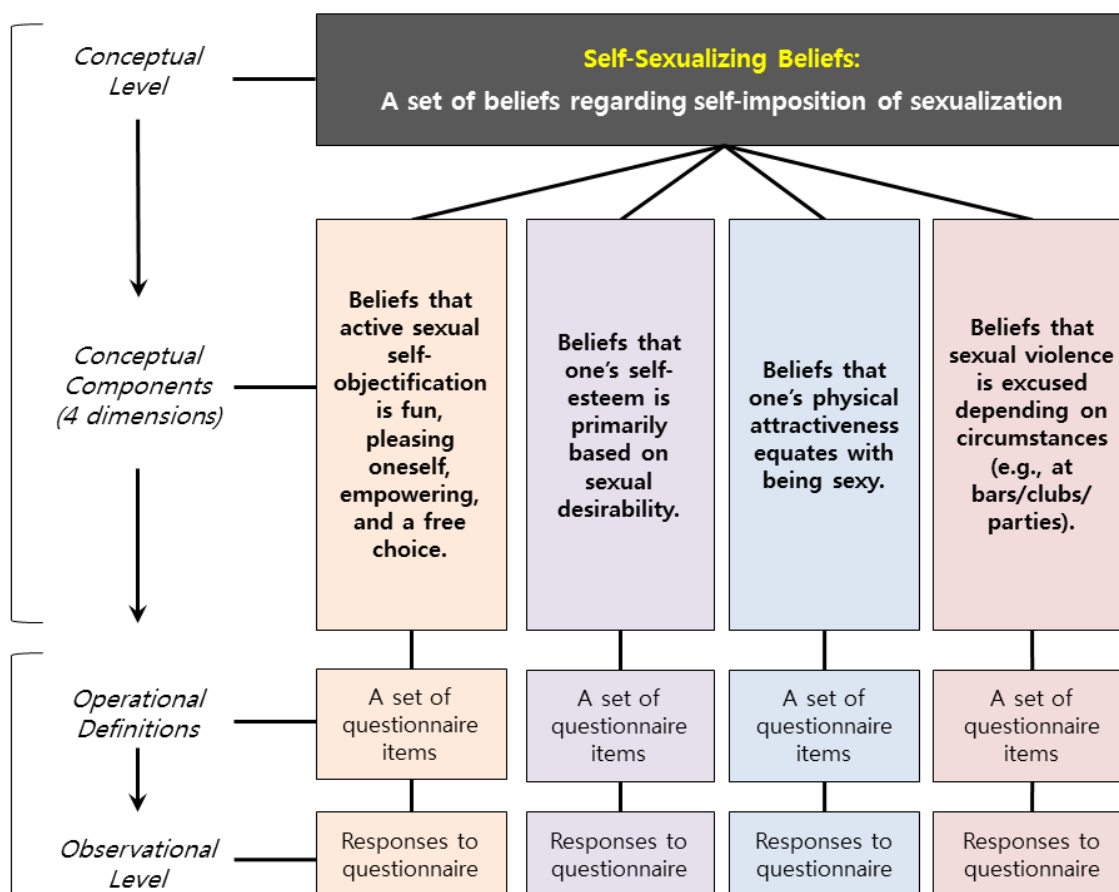 Conceptual
Level
Self-Sexualizing Beliefs:
A set of beliefs regarding self-imposition of sexualization
Conceptual
Components
(4 dimensions)
Beliefs that
active sexual
self-
objectification
is fun,
pleasing
oneself,
empowering,
and a free
choice.
Beliefs that
one’s self-
esteem is
primarily
based on
sexual
desirability.
Beliefs that
one’s physical
attractiveness
equates with
being sexy.
Beliefs that
sexual violence
is excused
depending on
circumstances
(e.g., at
bars/clubs/
parties).
Operational
Definitions
A set of
questionnaire
items
A set of
questionnaire
items
A set of
questionnaire
items
A set of
questionnaire
items
Observational
Level
Responses to
questionnaire
Responses to
questionnaire
Responses to
questionnaire
Responses to
questionnaire